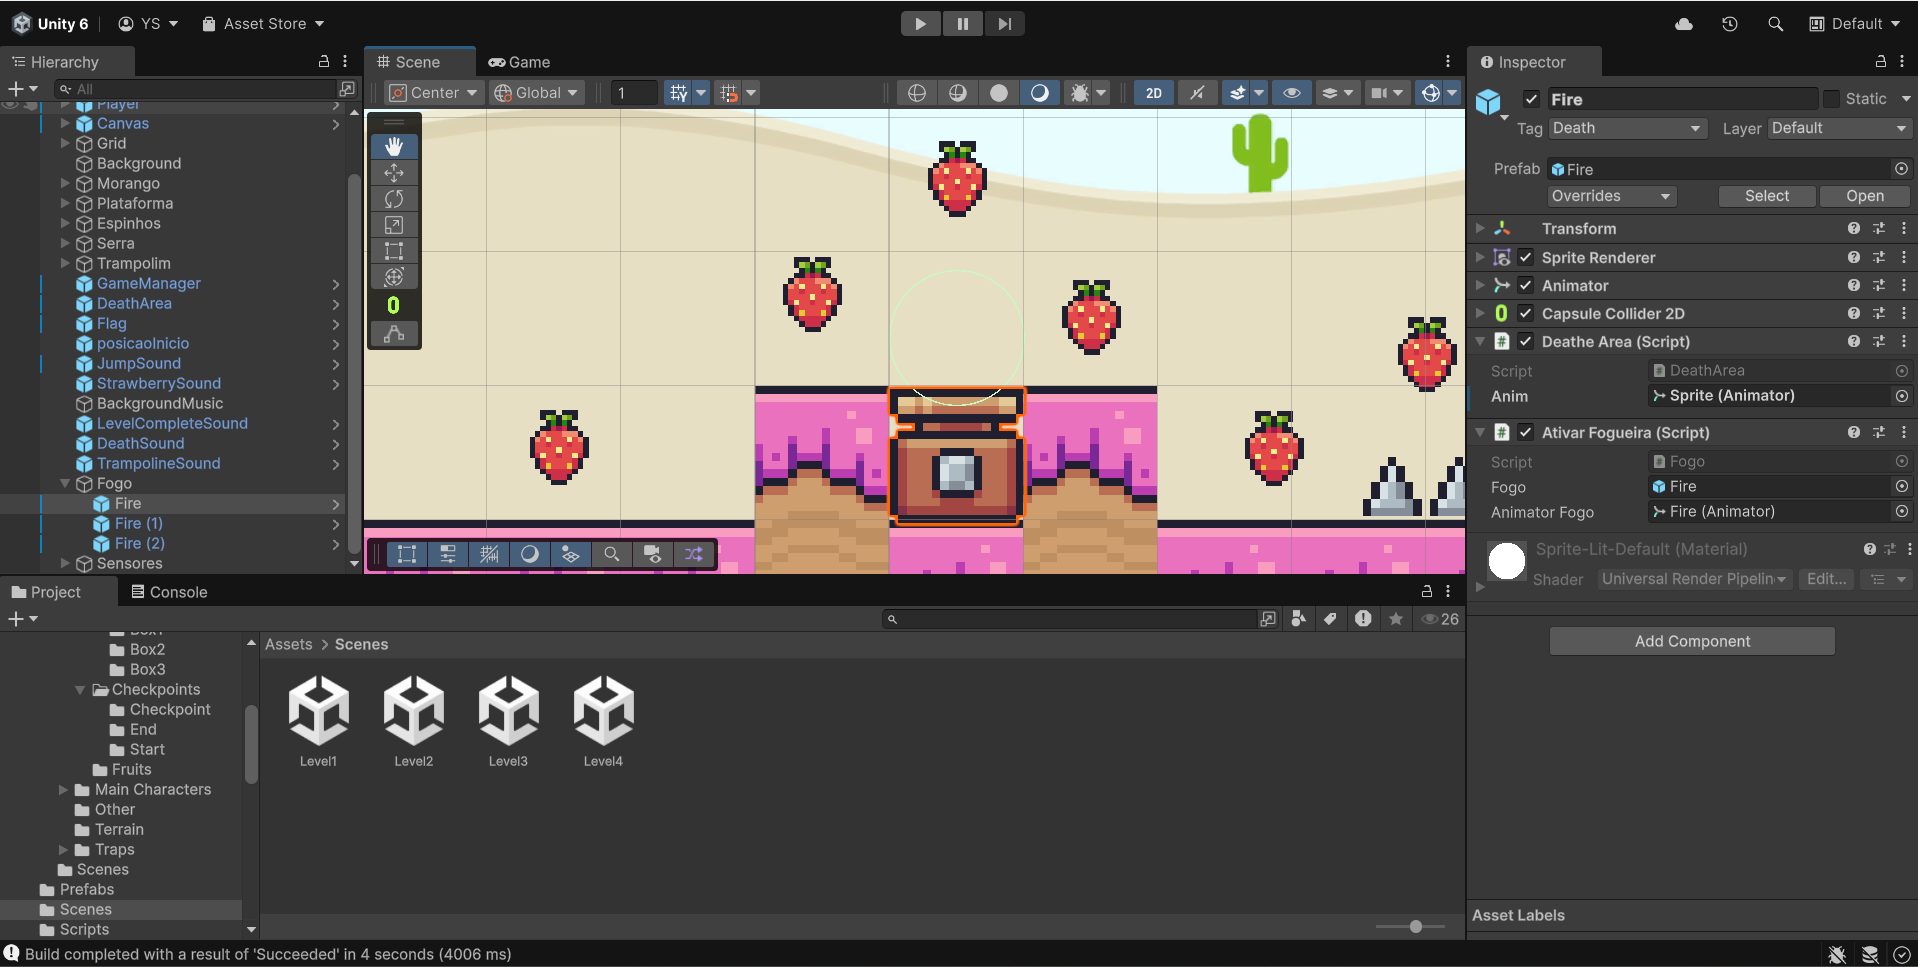 Unity 6
YS
Asset Store
Default
Hierarchy
All
Player
Canvas
Grid
Background
Morango
Plataforma
Espinhos
Serra
Trampolim
GameManager
DeathArea
Flag
posicaoInicio
JumpSound
StrawberrySound
BackgroundMusic
LevelCompleteSound
DeathSound
TrampolineSound
Fogo
Fire
Fire (1)
Fire (2)
Sensores
Scene
Game
Center
Global
1
2D
Inspector
Fire
Static
Tag
Death
Layer
Default
Prefab
Fire
Overrides
Select
Open
Transform
Sprite Renderer
Animator
Capsule Collider 2D
Deathe Area (Script)
Script
DeathArea
Anim
Sprite (Animator)
Ativar Fogueira (Script)
Script
Fogo
Fogo
Fire
Animator Fogo
Fire (Animator)
Sprite-Lit-Default (Material)
Shader
Universal Render Pipelin
Edit...
Add Component
Asset Labels
Project
Console
26
Box1
Box2
Box3
Checkpoints
Checkpoint
End
Start
Fruits
Main Characters
Other
Terrain
Traps
Scenes
Prefabs
Scenes
Scripts
Assets > Scenes
Level1
Level2
Level3
Level4
Build completed with a result of 'Succeeded' in 4 seconds (4006 ms)